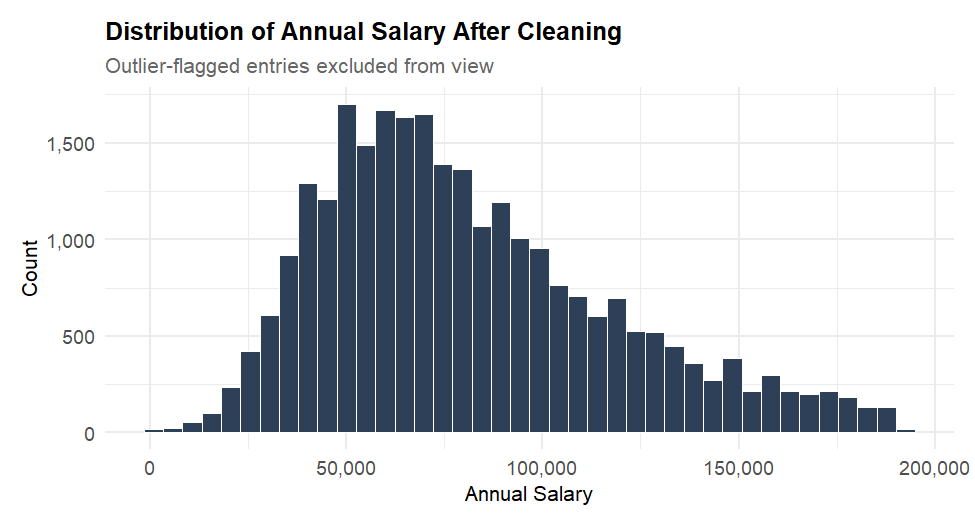 Distribution of Annual Salary After Cleaning
Outlier-flagged entries excluded from view
1,500
1,000
500
0
Count
0 50,000 100,000 150,000 200,000
Annual Salary